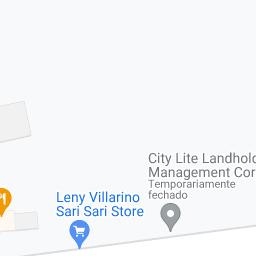 City Lite Landhold
Management Cor
Temporariamente
fechado
Leny Villarino
Sari Sari Store